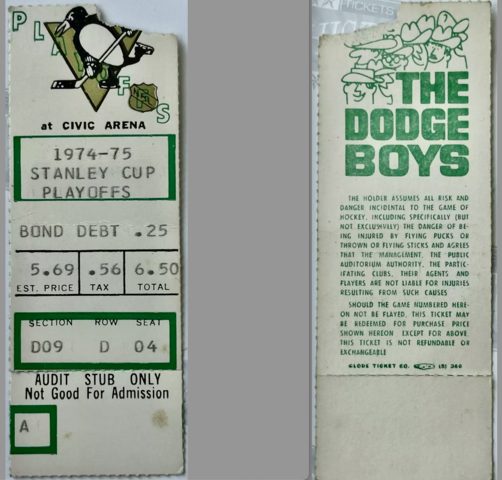 PLAYOFFS
NHL
at CIVIC ARENA
1974-75
STANLEY CUP
PLAYOFFS
BOND DEBT .25
5.69 .56 6.50
EST. PRICE TAX TOTAL
SECTION ROW SEAT
D09 D 04
AUDIT STUB ONLY
Not Good For Admission
A
TICKETS
THE
DODGE
BOYS
THE HOLDER ASSUMES ALL RISK AND
DANGER INCIDENTAL TO THE GAME OF
HOCKEY, INCLUDING SPECIFICALLY (BUT
NOT EXCLUSIVELY) THE DANGER OF BE-
ING INJURED BY FLYING PUCKS OR
THROWN OR FLYING STICKS AND AGREES
THAT THE MANAGEMENT, THE PUBLIC
AUDITORIUM AUTHORITY, THE PARTIC-
IPATING CLUBS, THEIR AGENTS AND
PLAYERS ARE NOT LIABLE FOR INJURIES
RESULTING FROM SUCH CAUSES
SHOULD THE GAME NUMBERED HERE-
ON NOT BE PLAYED, THIS TICKET MAY
BE REDEEMED FOR PURCHASE PRICE
SHOWN HEREON EXCEPT FOR ABOVE,
THIS TICKET IS NOT REFUNDABLE OR
EXCHANGEABLE
GLOBE TICKET CO.